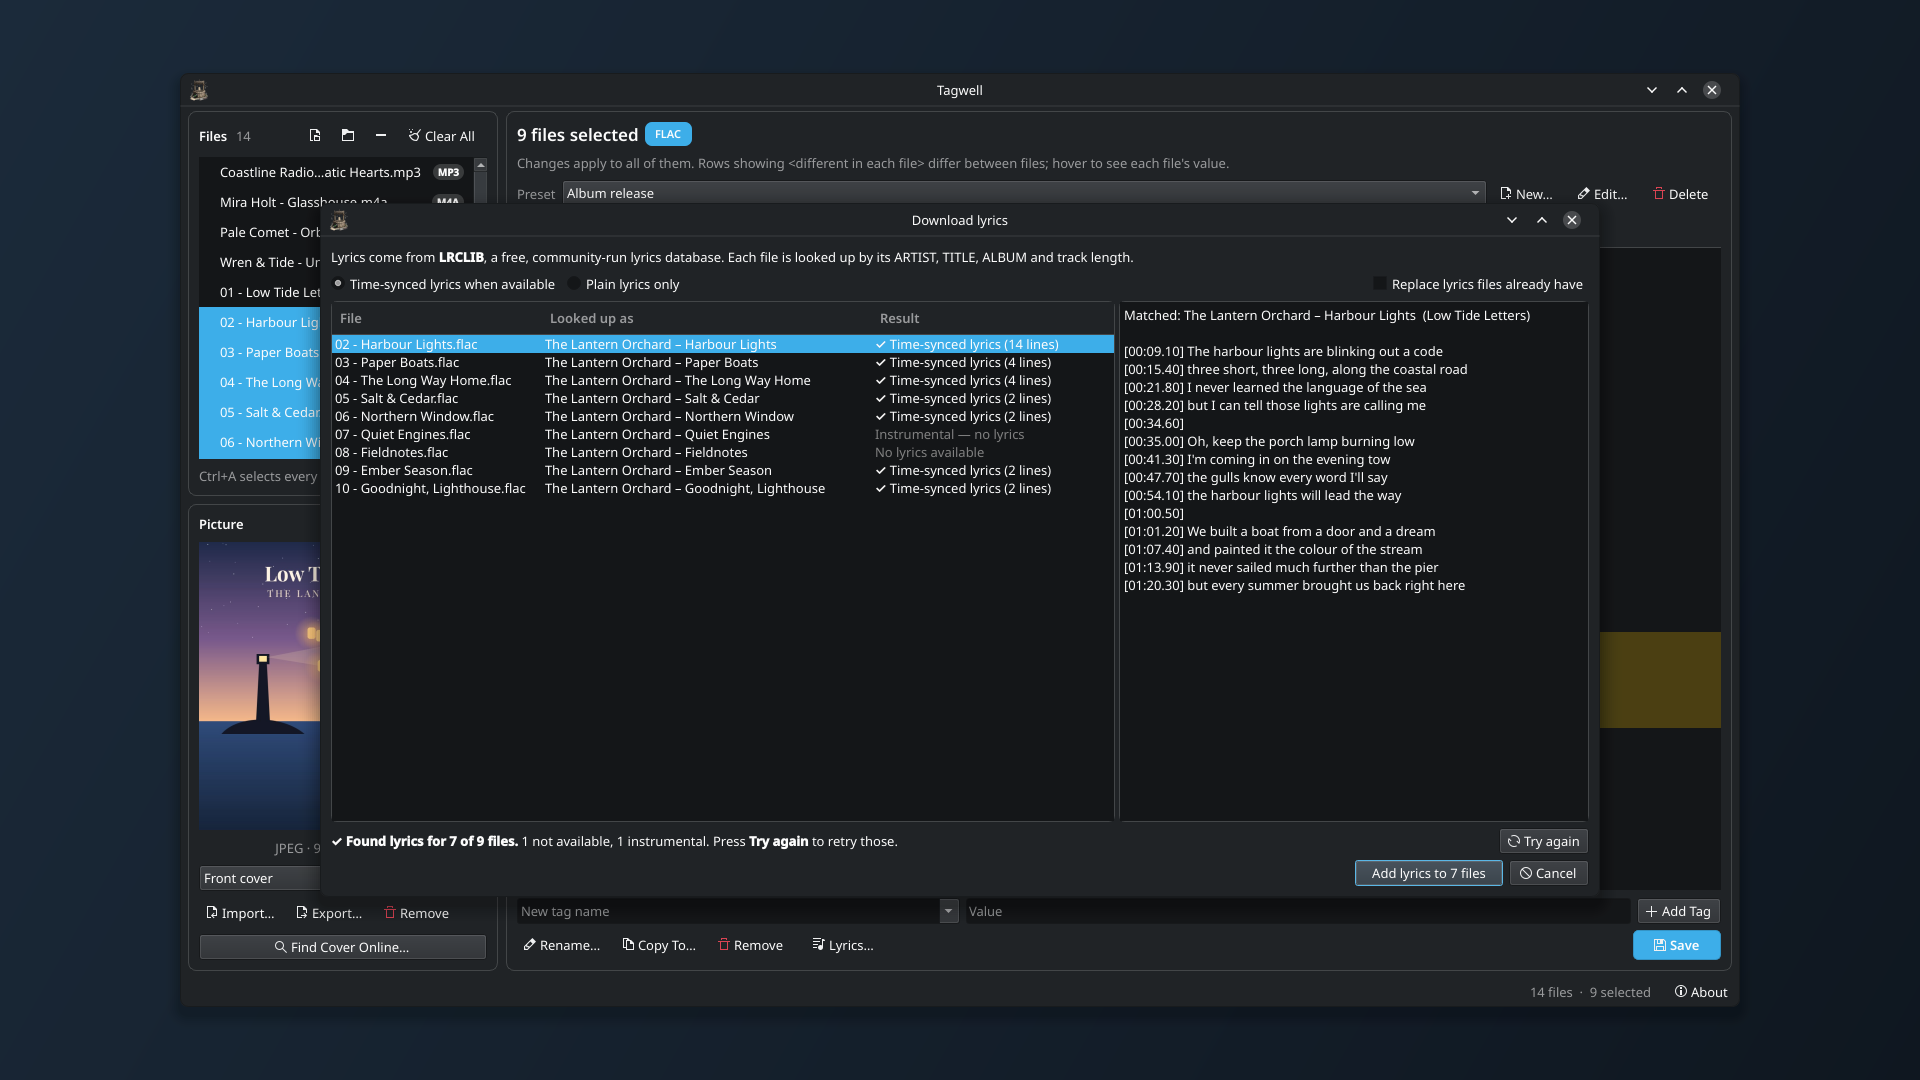 Tagwell
Files 14
Clear All
Coastline Radio...atic Hearts.mp3 MP3
Mira Holt - Glasshouse.m4a M4A
Pale Comet - Orb
Wren & Tide - Un
01 - Low Tide Let
02 - Harbour Lig
03 - Paper Boats
04 - The Long Wa
05 - Salt & Cedar
06 - Northern Wi
Ctrl+A selects every
9 files selected FLAC
Changes apply to all of them. Rows showing <different in each file> differ between files; hover to see each file's value.
Preset Album release New... Edit... Delete
Download lyrics
Lyrics come from LRCLIB, a free, community-run lyrics database. Each file is looked up by its ARTIST, TITLE, ALBUM and track length.
Time-synced lyrics when available Plain lyrics only Replace lyrics files already have
File Looked up as Result
02 - Harbour Lights.flac The Lantern Orchard – Harbour Lights ✓ Time-synced lyrics (14 lines)
03 - Paper Boats.flac The Lantern Orchard – Paper Boats ✓ Time-synced lyrics (4 lines)
04 - The Long Way Home.flac The Lantern Orchard – The Long Way Home ✓ Time-synced lyrics (4 lines)
05 - Salt & Cedar.flac The Lantern Orchard – Salt & Cedar ✓ Time-synced lyrics (2 lines)
06 - Northern Window.flac The Lantern Orchard – Northern Window ✓ Time-synced lyrics (2 lines)
07 - Quiet Engines.flac The Lantern Orchard – Quiet Engines Instrumental — no lyrics
08 - Fieldnotes.flac The Lantern Orchard – Fieldnotes No lyrics available
09 - Ember Season.flac The Lantern Orchard – Ember Season ✓ Time-synced lyrics (2 lines)
10 - Goodnight, Lighthouse.flac The Lantern Orchard – Goodnight, Lighthouse ✓ Time-synced lyrics (2 lines)
Matched: The Lantern Orchard – Harbour Lights (Low Tide Letters)
[00:09.10] The harbour lights are blinking out a code
[00:15.40] three short, three long, along the coastal road
[00:21.80] I never learned the language of the sea
[00:28.20] but I can tell those lights are calling me
[00:34.60]
[00:35.00] Oh, keep the porch lamp burning low
[00:41.30] I'm coming in on the evening tow
[00:47.70] the gulls know every word I'll say
[00:54.10] the harbour lights will lead the way
[01:00.50]
[01:01.20] We built a boat from a door and a dream
[01:07.40] and painted it the colour of the stream
[01:13.90] it never sailed much further than the pier
[01:20.30] but every summer brought us back right here
✓ Found lyrics for 7 of 9 files. 1 not available, 1 instrumental. Press Try again to retry those.
Try again
Add lyrics to 7 files Cancel
Picture
Low T
THE LAN
JPEG · 9
Front cover
Import... Export... Remove
Find Cover Online...
New tag name Value Add Tag
Rename... Copy To... Remove Lyrics... Save
14 files · 9 selected About